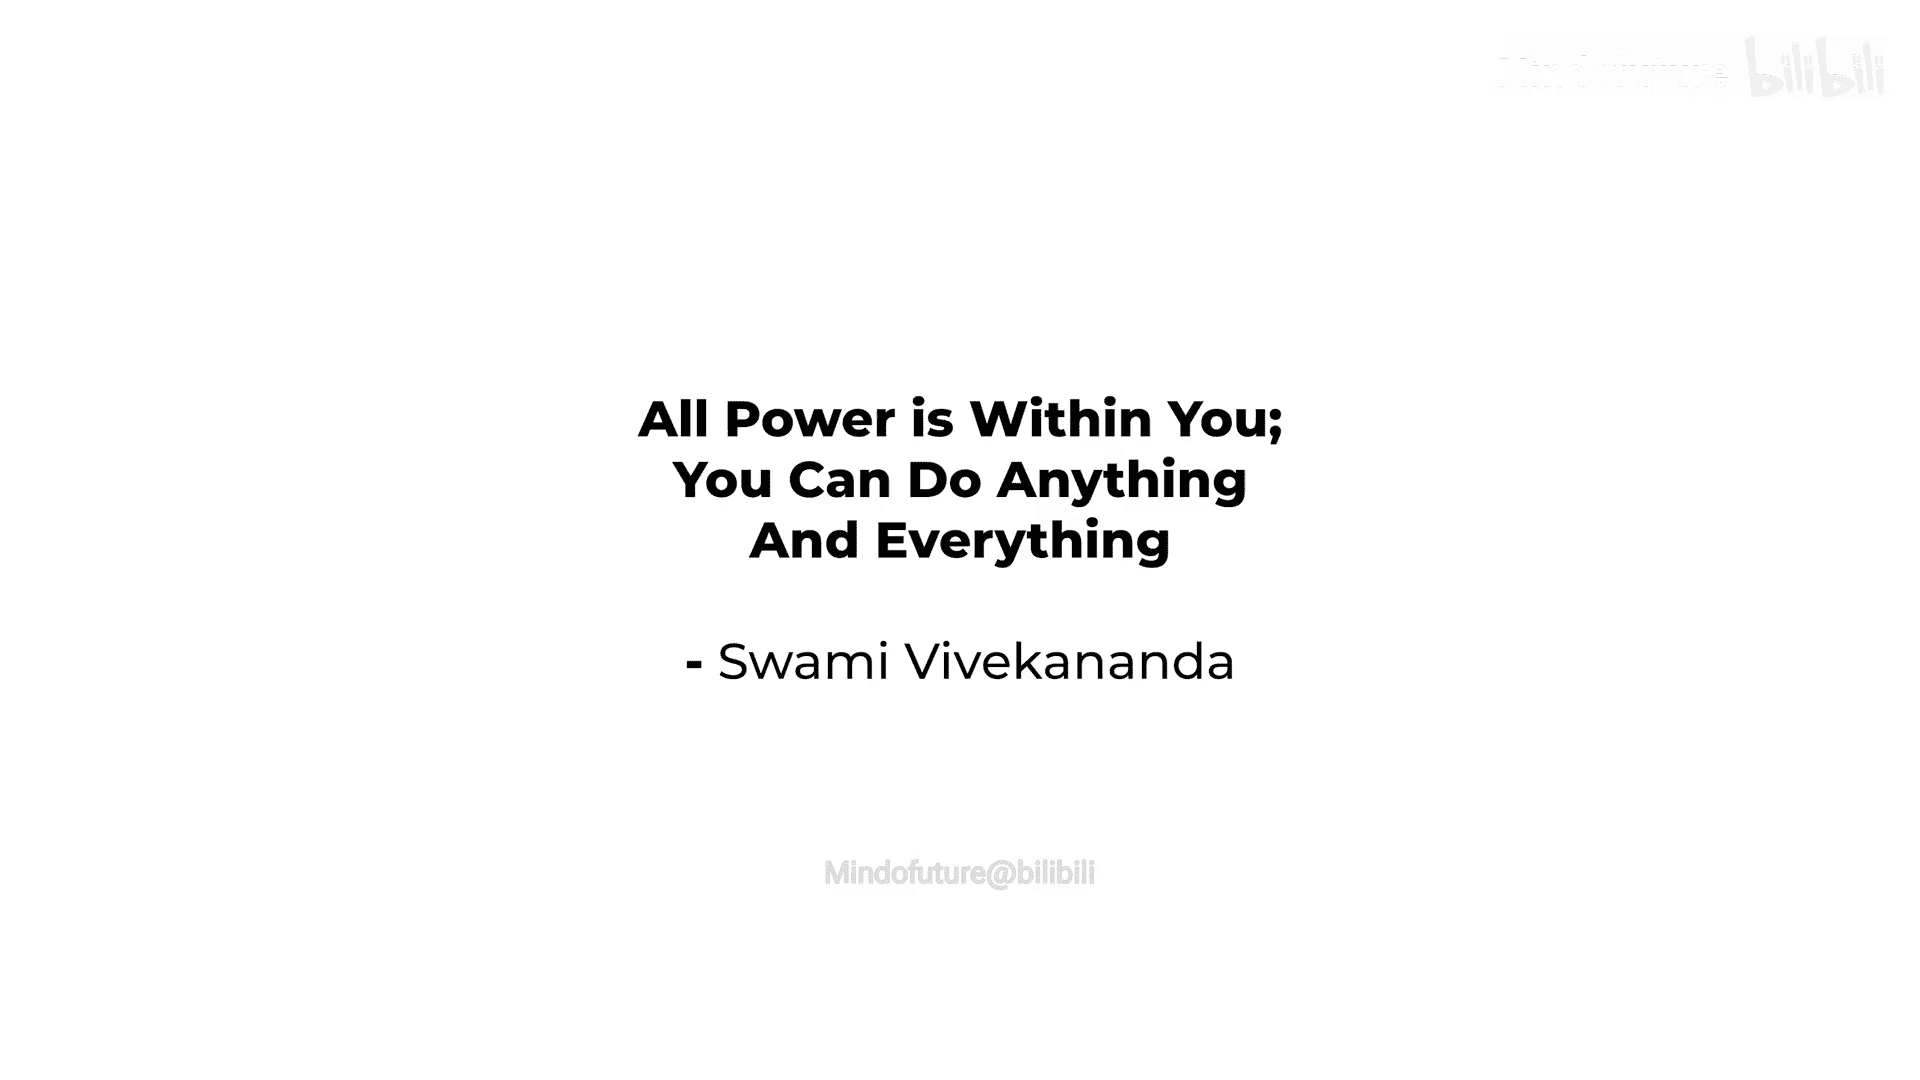 bilibili
All Power is Within You;
You Can Do Anything
And Everything
- Swami Vivekananda
Mindofuture@bilibili